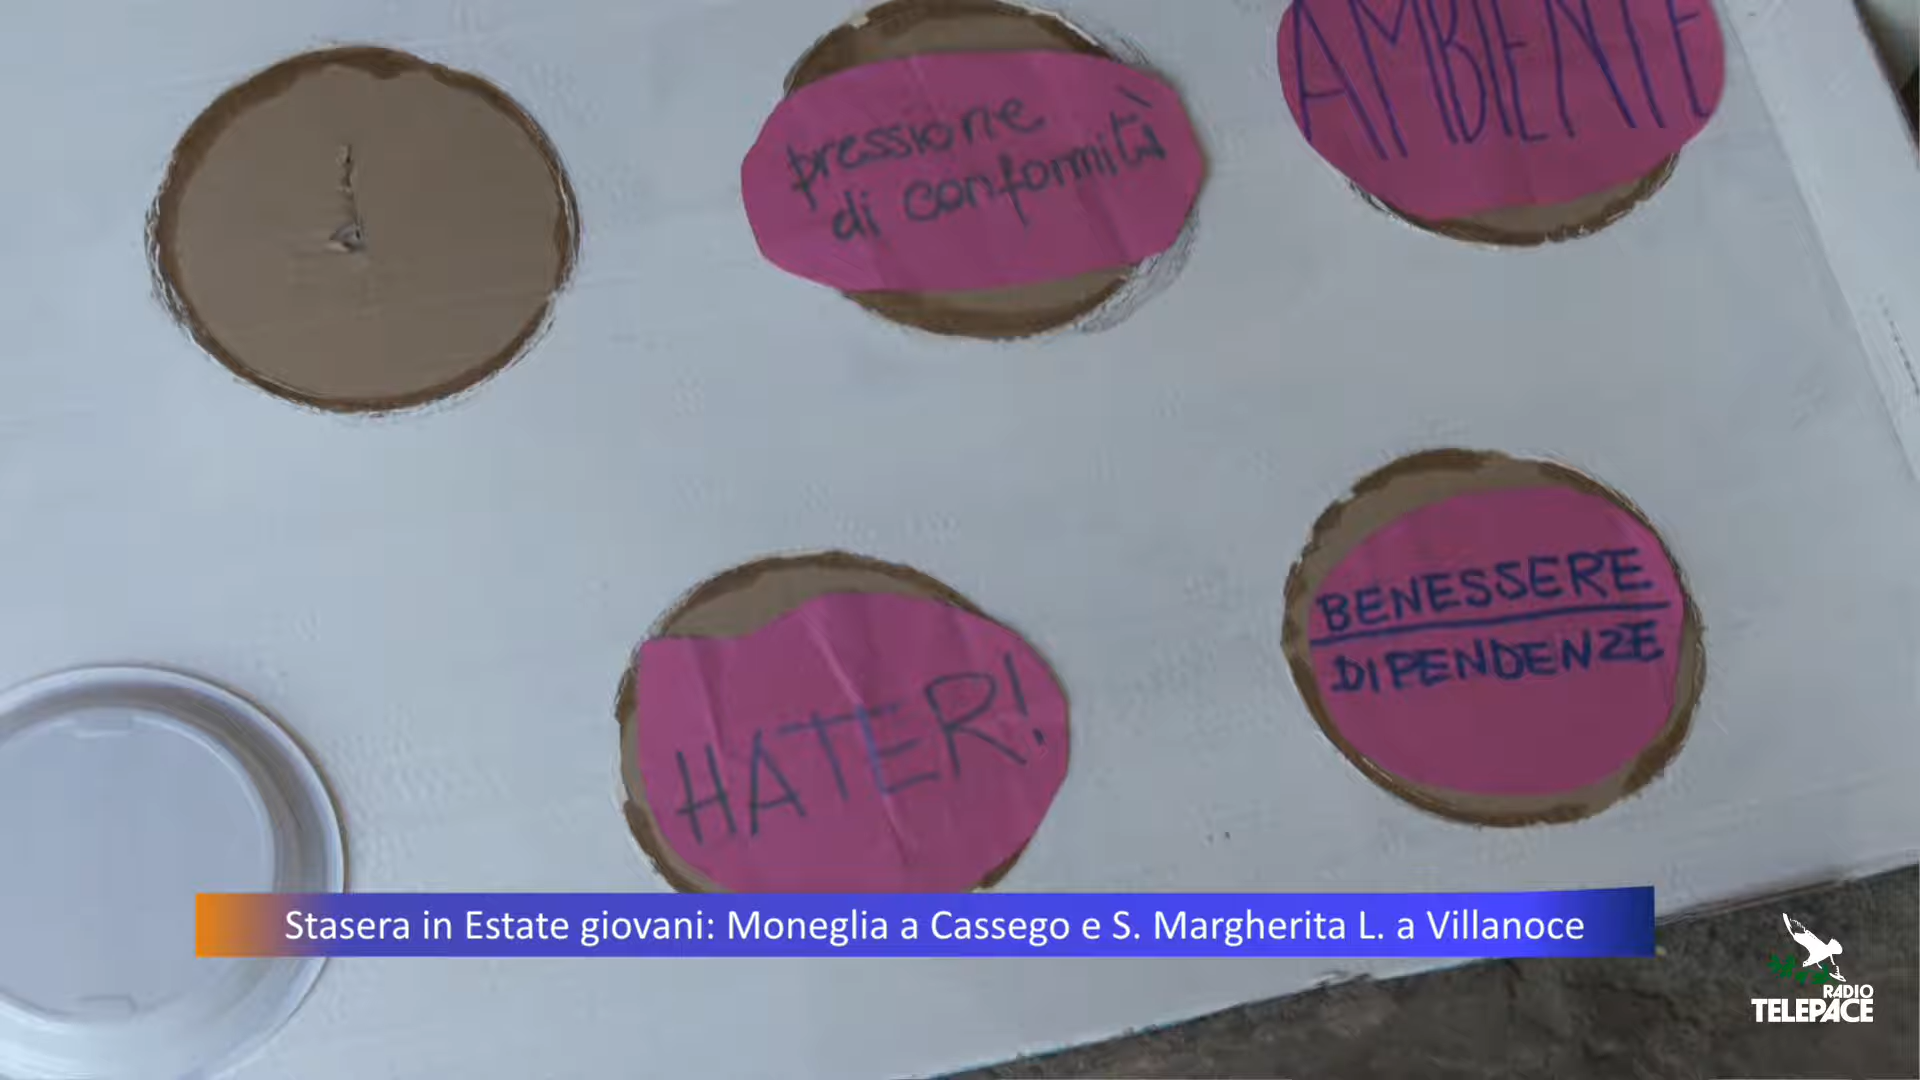 AMBIENTE
pressione
di conformità
BENESSERE
DIPENDENZE
HATER!
Stasera in Estate giovani: Moneglia a Cassego e S. Margherita L. a Villanoce
RADIO
TELEPACE